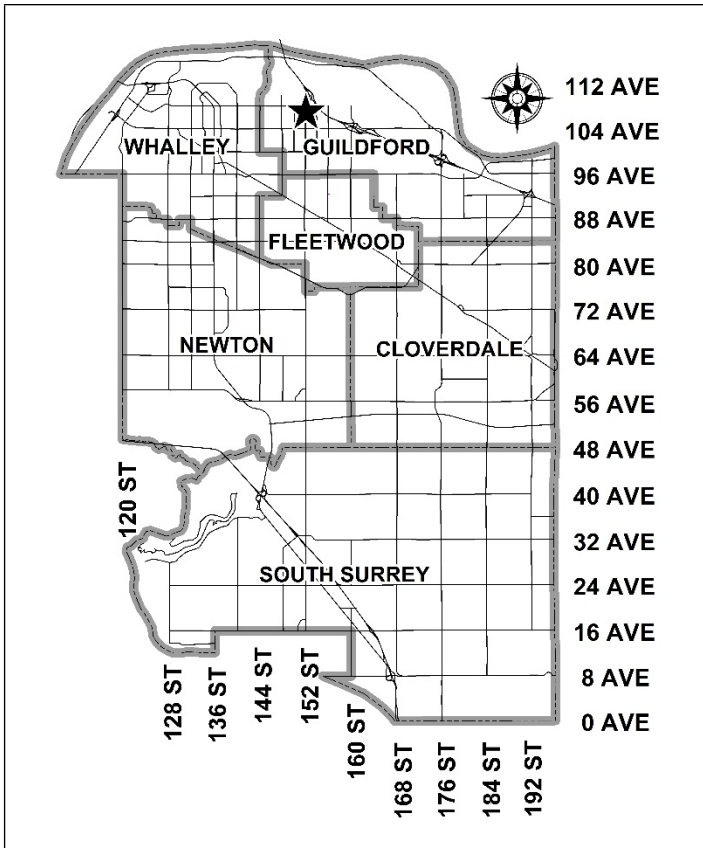 112 AVE
104 AVE
WHALLEY
GUILDFORD
96 AVE
88 AVE
FLEETWOOD
80 AVE
72 AVE
NEWTON
CLOVERDALE
64 AVE
56 AVE
48 AVE
120 ST
40 AVE
32 AVE
SOUTH SURREY
24 AVE
16 AVE
128 ST
136 ST
144 ST
152 ST
160 ST
8 AVE
0 AVE
168 ST
176 ST
184 ST
192 ST